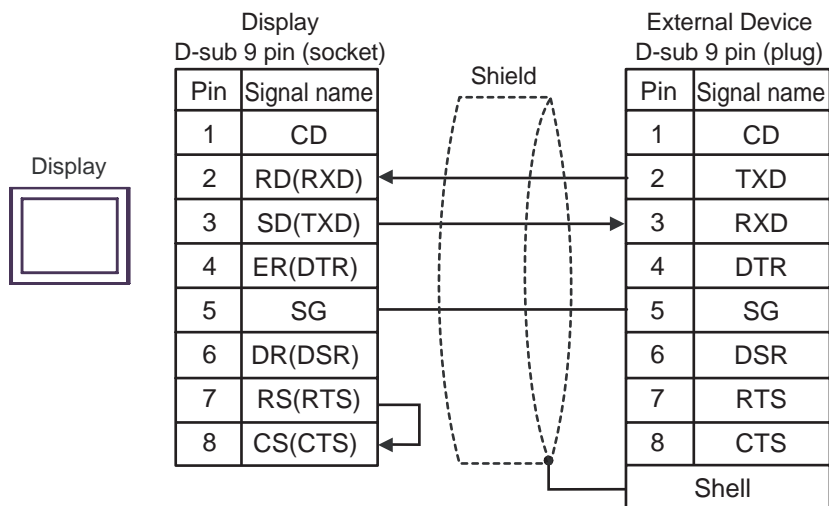 Display
D-sub 9 pin (socket)
External Device
D-sub 9 pin (plug)
Shield
Display
Pin Signal name
1 CD
2 RD(RXD)
3 SD(TXD)
4 ER(DTR)
5 SG
6 DR(DSR)
7 RS(RTS)
8 CS(CTS)
Pin Signal name
1 CD
2 TXD
3 RXD
4 DTR
5 SG
6 DSR
7 RTS
8 CTS
Shell